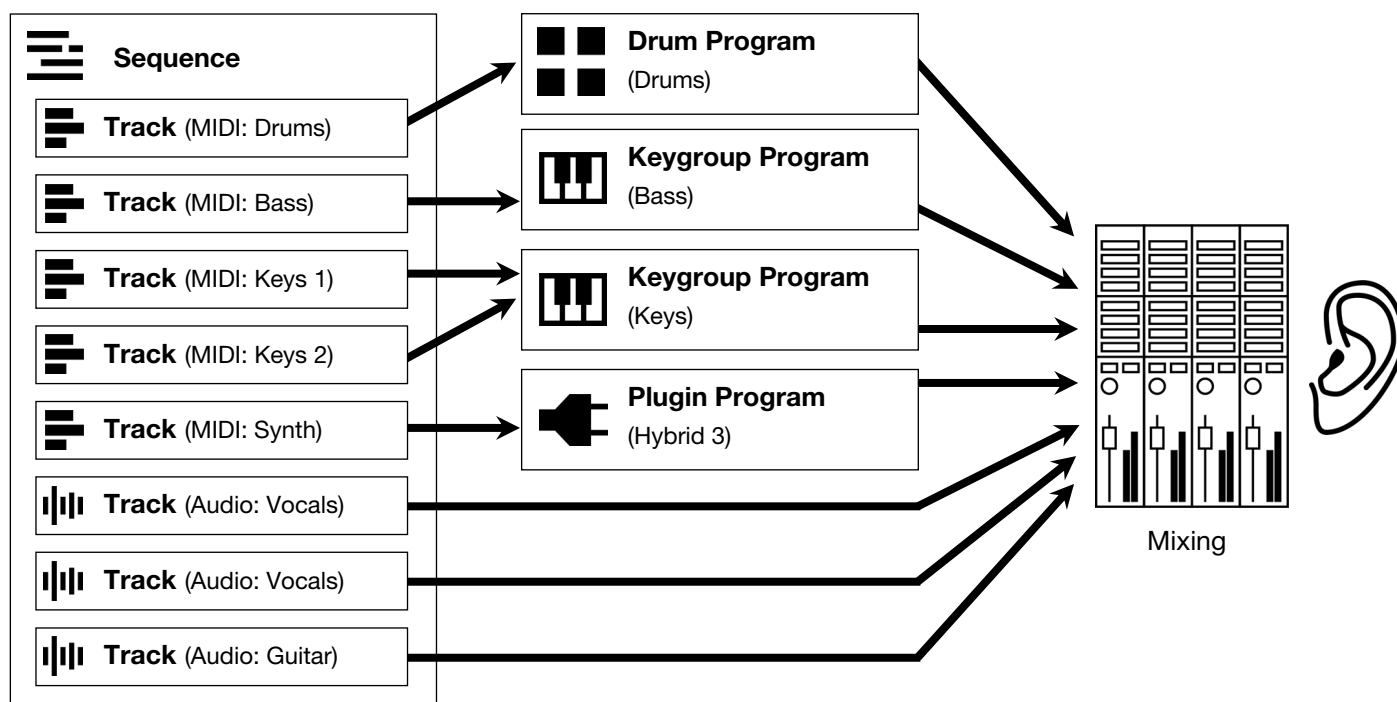 Sequence
Track (MIDI: Drums)
Track (MIDI: Bass)
Track (MIDI: Keys 1)
Track (MIDI: Keys 2)
Track (MIDI: Synth)
Track (Audio: Vocals)
Track (Audio: Vocals)
Track (Audio: Guitar)
Drum Program
(Drums)
Keygroup Program
(Bass)
Keygroup Program
(Keys)
Plugin Program
(Hybrid 3)
Mixing